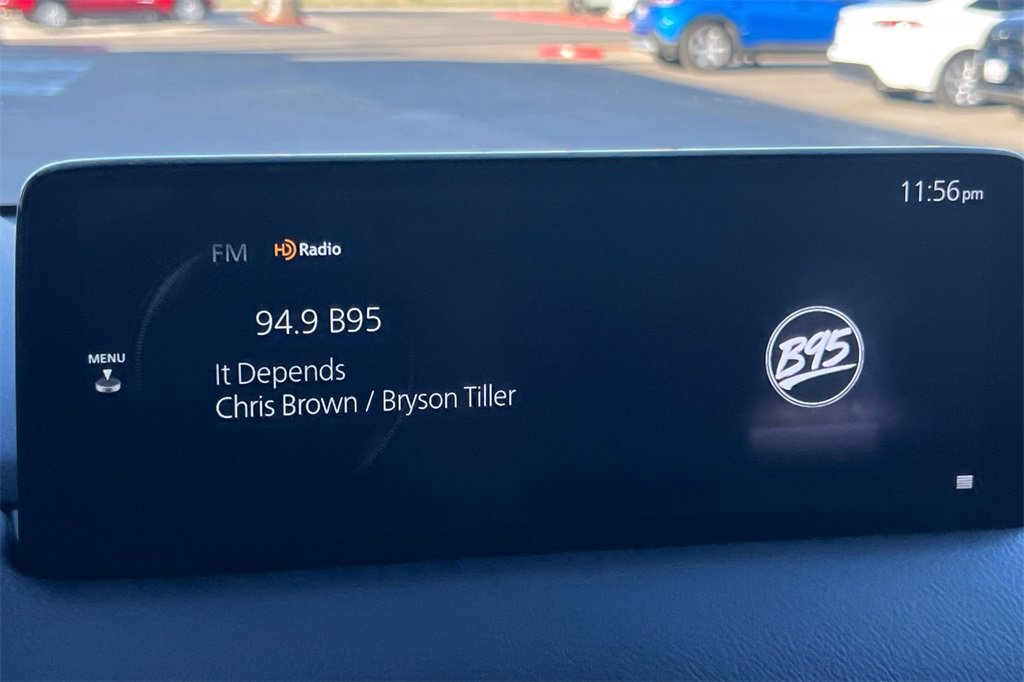 11:56pm
FM HD Radio
94.9 B95
MENU
It Depends
Chris Brown / Bryson Tiller
B95